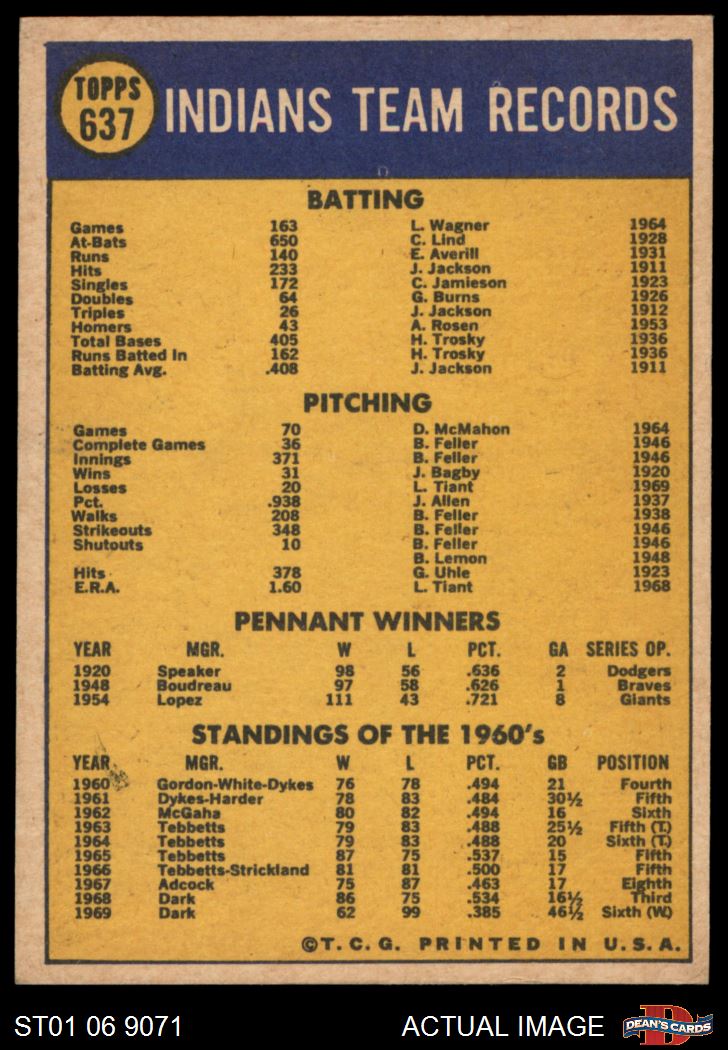 TOPPS
637
INDIANS TEAM RECORDS
BATTING
Games 163 L. Wagner 1964
At-Bats 650 C. Lind 1928
Runs 140 E. Averill 1931
Hits 233 J. Jackson 1911
Singles 172 C. Jamieson 1923
Doubles 64 G. Burns 1926
Triples 26 J. Jackson 1912
Homers 43 A. Rosen 1953
Total Bases 405 H. Trosky 1936
Runs Batted In 162 H. Trosky 1936
Batting Avg. .408 J. Jackson 1911
PITCHING
Games 70 D. McMahon 1964
Complete Games 36 B. Feller 1946
Innings 371 B. Feller 1946
Wins 31 J. Bagby 1920
Losses 20 L. Tiant 1969
Pct. .938 J. Allen 1937
Walks 208 B. Feller 1938
Strikeouts 348 B. Feller 1946
Shutouts 10 B. Feller 1946
B. Lemon 1948
Hits 378 G. Uhle 1923
E.R.A. 1.60 L. Tiant 1968
PENNANT WINNERS
YEAR MGR. W L PCT. GA SERIES OP.
1920 Speaker 98 56 .636 2 Dodgers
1948 Boudreau 97 58 .626 1 Braves
1954 Lopez 111 43 .721 8 Giants
STANDINGS OF THE 1960's
YEAR MGR. W L PCT. GB POSITION
1960 Gordon-White-Dykes 76 78 .494 21 Fourth
1961 Dykes-Harder 78 83 .484 30½ Fifth
1962 McGaha 80 82 .494 16 Sixth
1963 Tebbetts 79 83 .488 25½ Fifth (T.)
1964 Tebbetts 79 83 .488 20 Sixth (T.)
1965 Tebbetts 87 75 .537 15 Fifth
1966 Tebbetts-Strickland 81 81 .500 17 Fifth
1967 Adcock 75 87 .463 17 Eighth
1968 Dark 86 75 .534 16½ Third
1969 Dark 62 99 .385 46½ Sixth (W.)
©T. C. G. PRINTED IN U. S. A.
ST01 06 9071 ACTUAL IMAGE
D
DEAN'S CARDS